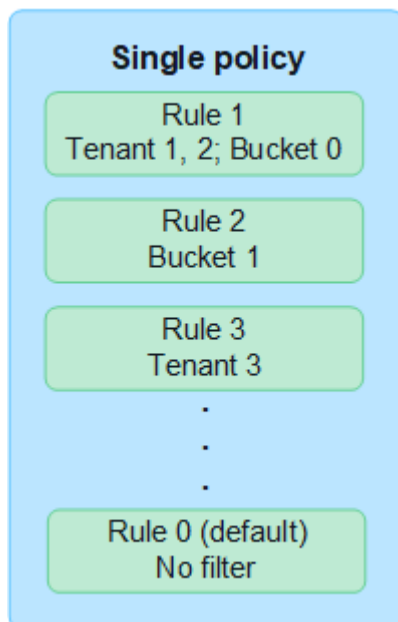 Single policy
Rule 1
Tenant 1, 2; Bucket 0
Rule 2
Bucket 1
Rule 3
Tenant 3
.
.
.
Rule 0 (default)
No filter